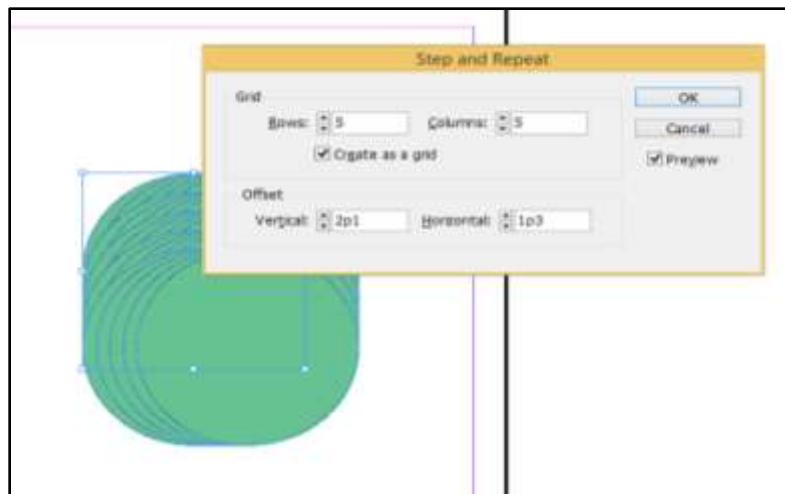 Step and Repeat
Grid
Rows: 5 Columns: 5
Create as a grid
Offset
Vertical: 2p1 Horizontal: 1p3
OK
Cancel
Preview